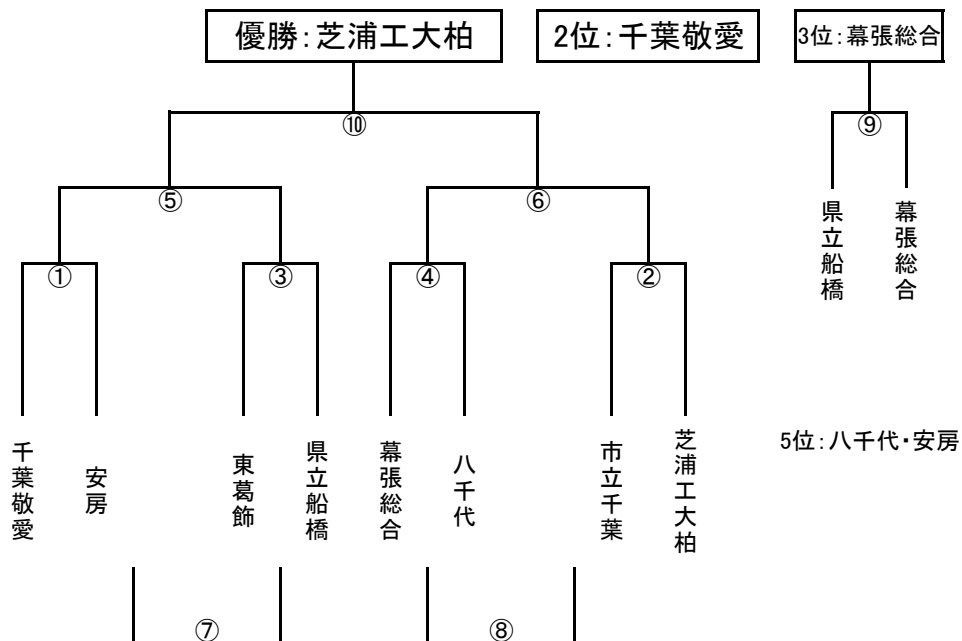 優勝:芝浦工大柏
2位:千葉敬愛
3位:幕張総合
⑩
⑨
⑤
⑥
県立船橋
幕張総合
①
③
④
②
千葉敬愛
安房
東葛飾
県立船橋
幕張総合
八千代
市立千葉
芝浦工大柏
5位:八千代・安房
⑦
⑧